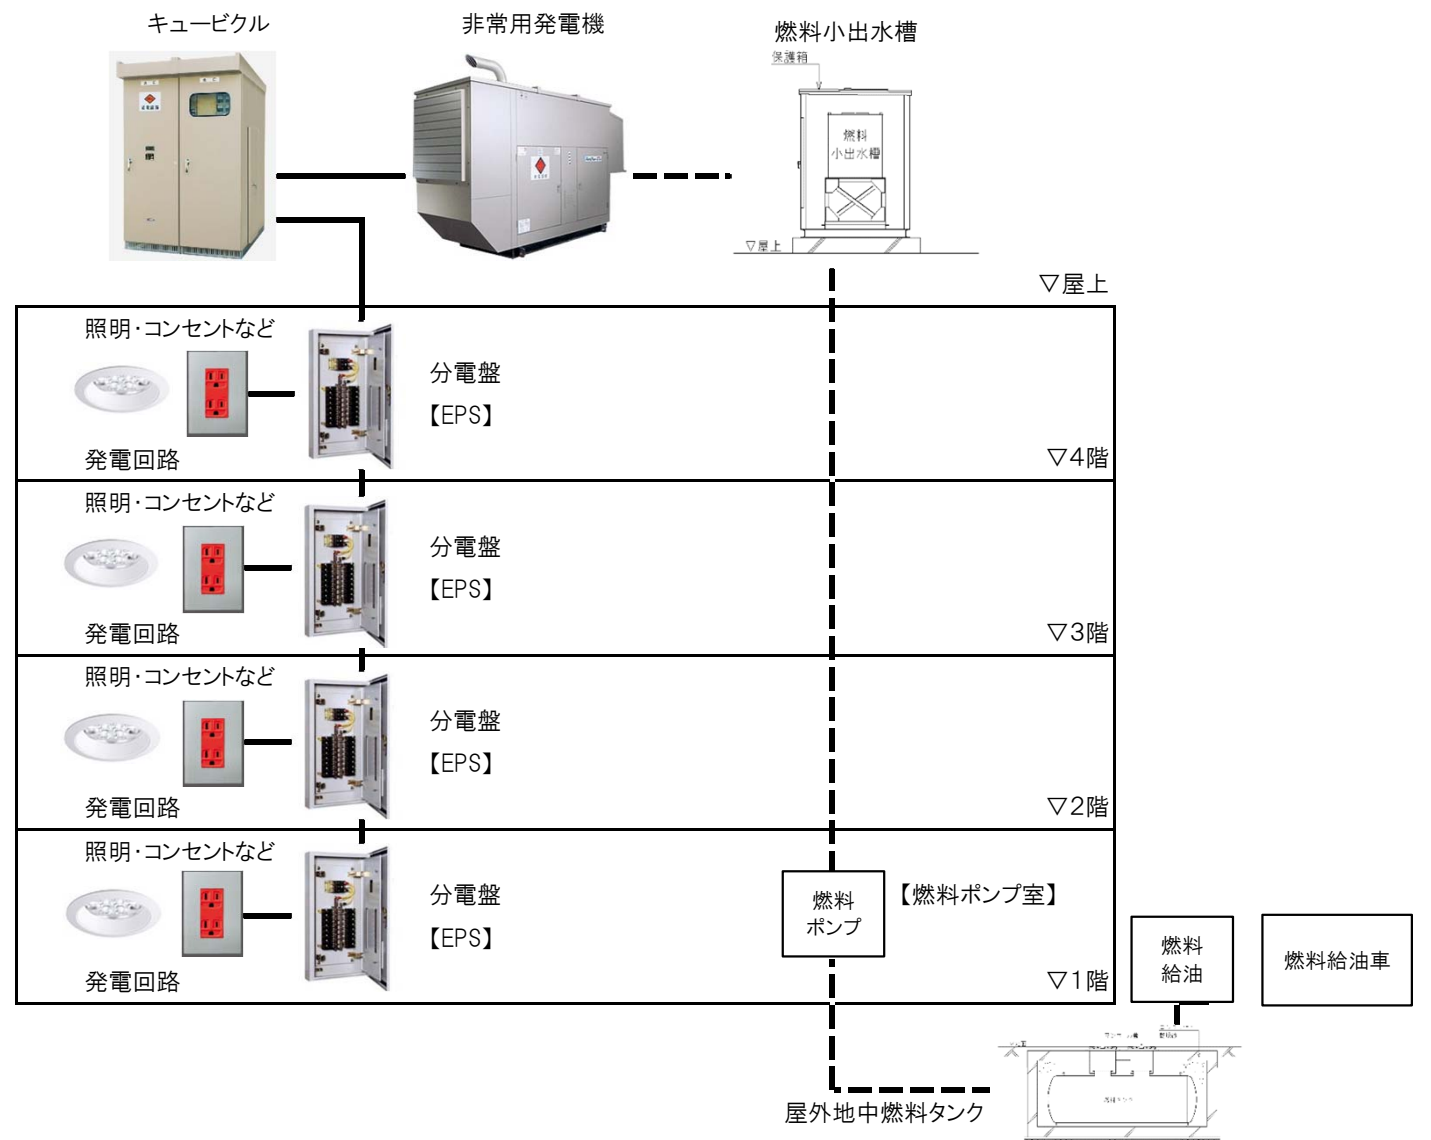 キュービクル
非常用発電機
燃料小出水槽
保護箱
燃料
小出水槽
▽屋上
▽屋上
照明・コンセントなど
分電盤
【EPS】
発電回路
▽4階
照明・コンセントなど
分電盤
【EPS】
発電回路
▽3階
照明・コンセントなど
分電盤
【EPS】
発電回路
▽2階
照明・コンセントなど
分電盤
【EPS】
発電回路
▽1階
燃料
ポンプ
【燃料ポンプ室】
燃料
給油
燃料給油車
屋外地中燃料タンク